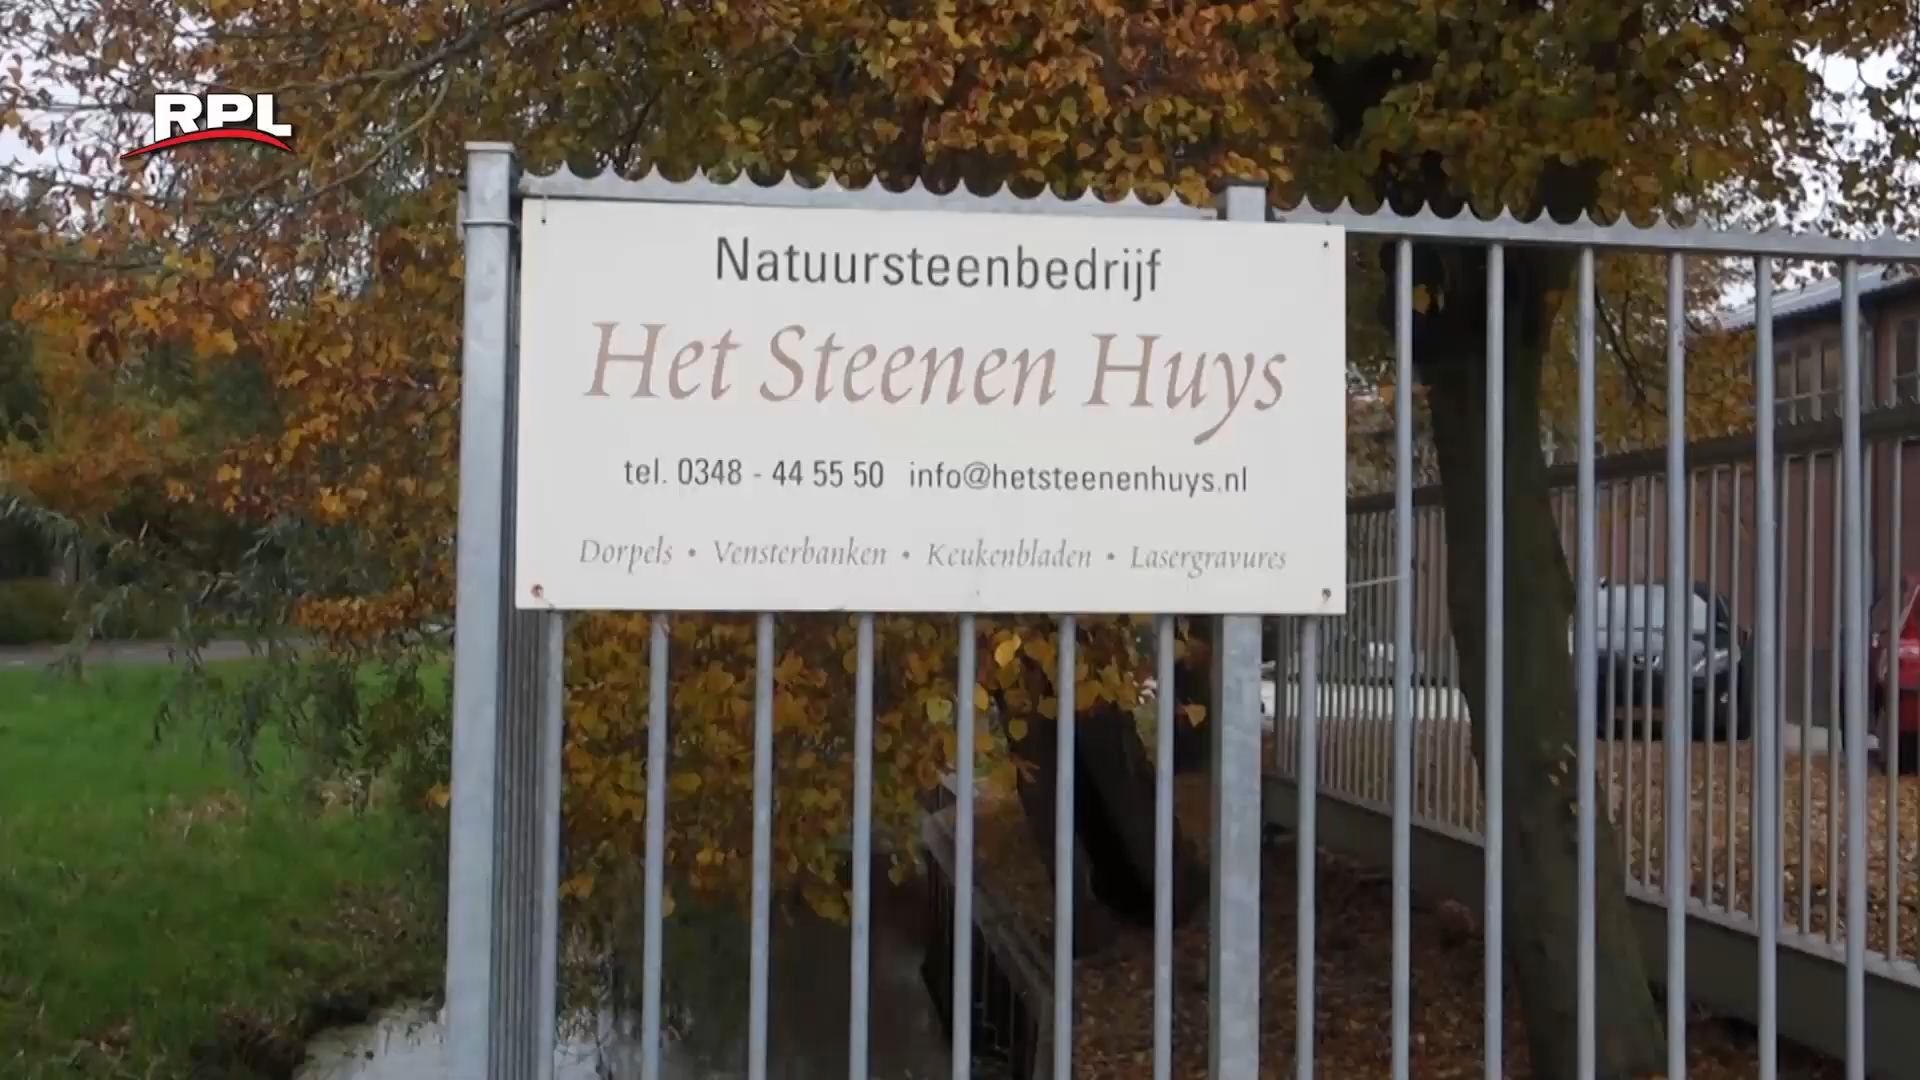 RPL
Natuursteenbedrijf
Het Steenen Huys
tel. 0348 - 44 55 50 info@hetsteenenhuys.nl
Dorpels • Vensterbanken • Keukenbladen • Lasergravures